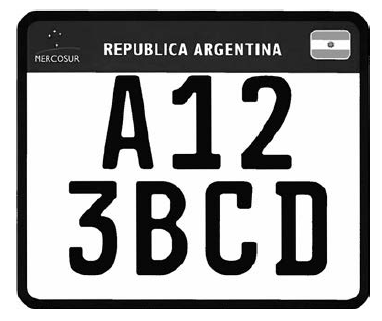 MERCOSUR
REPUBLICA ARGENTINA
A12
3BCD